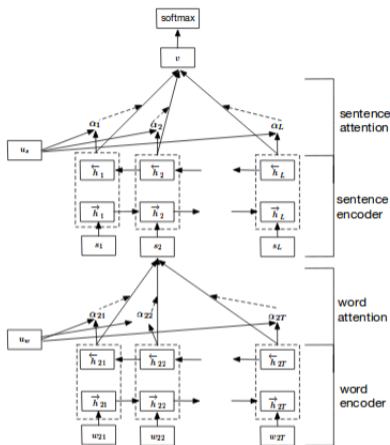 softmax
v
α1 α2 αL
sentence attention
us
←h1 ←h2 ←hL
sentence encoder
→h1 →h2 →hL
s1 s2 sL
α21 α22 α2T
word attention
uw
←h21 ←h22 ←h2T
word encoder
→h21 →h22 →h2T
w21 w22 w2T